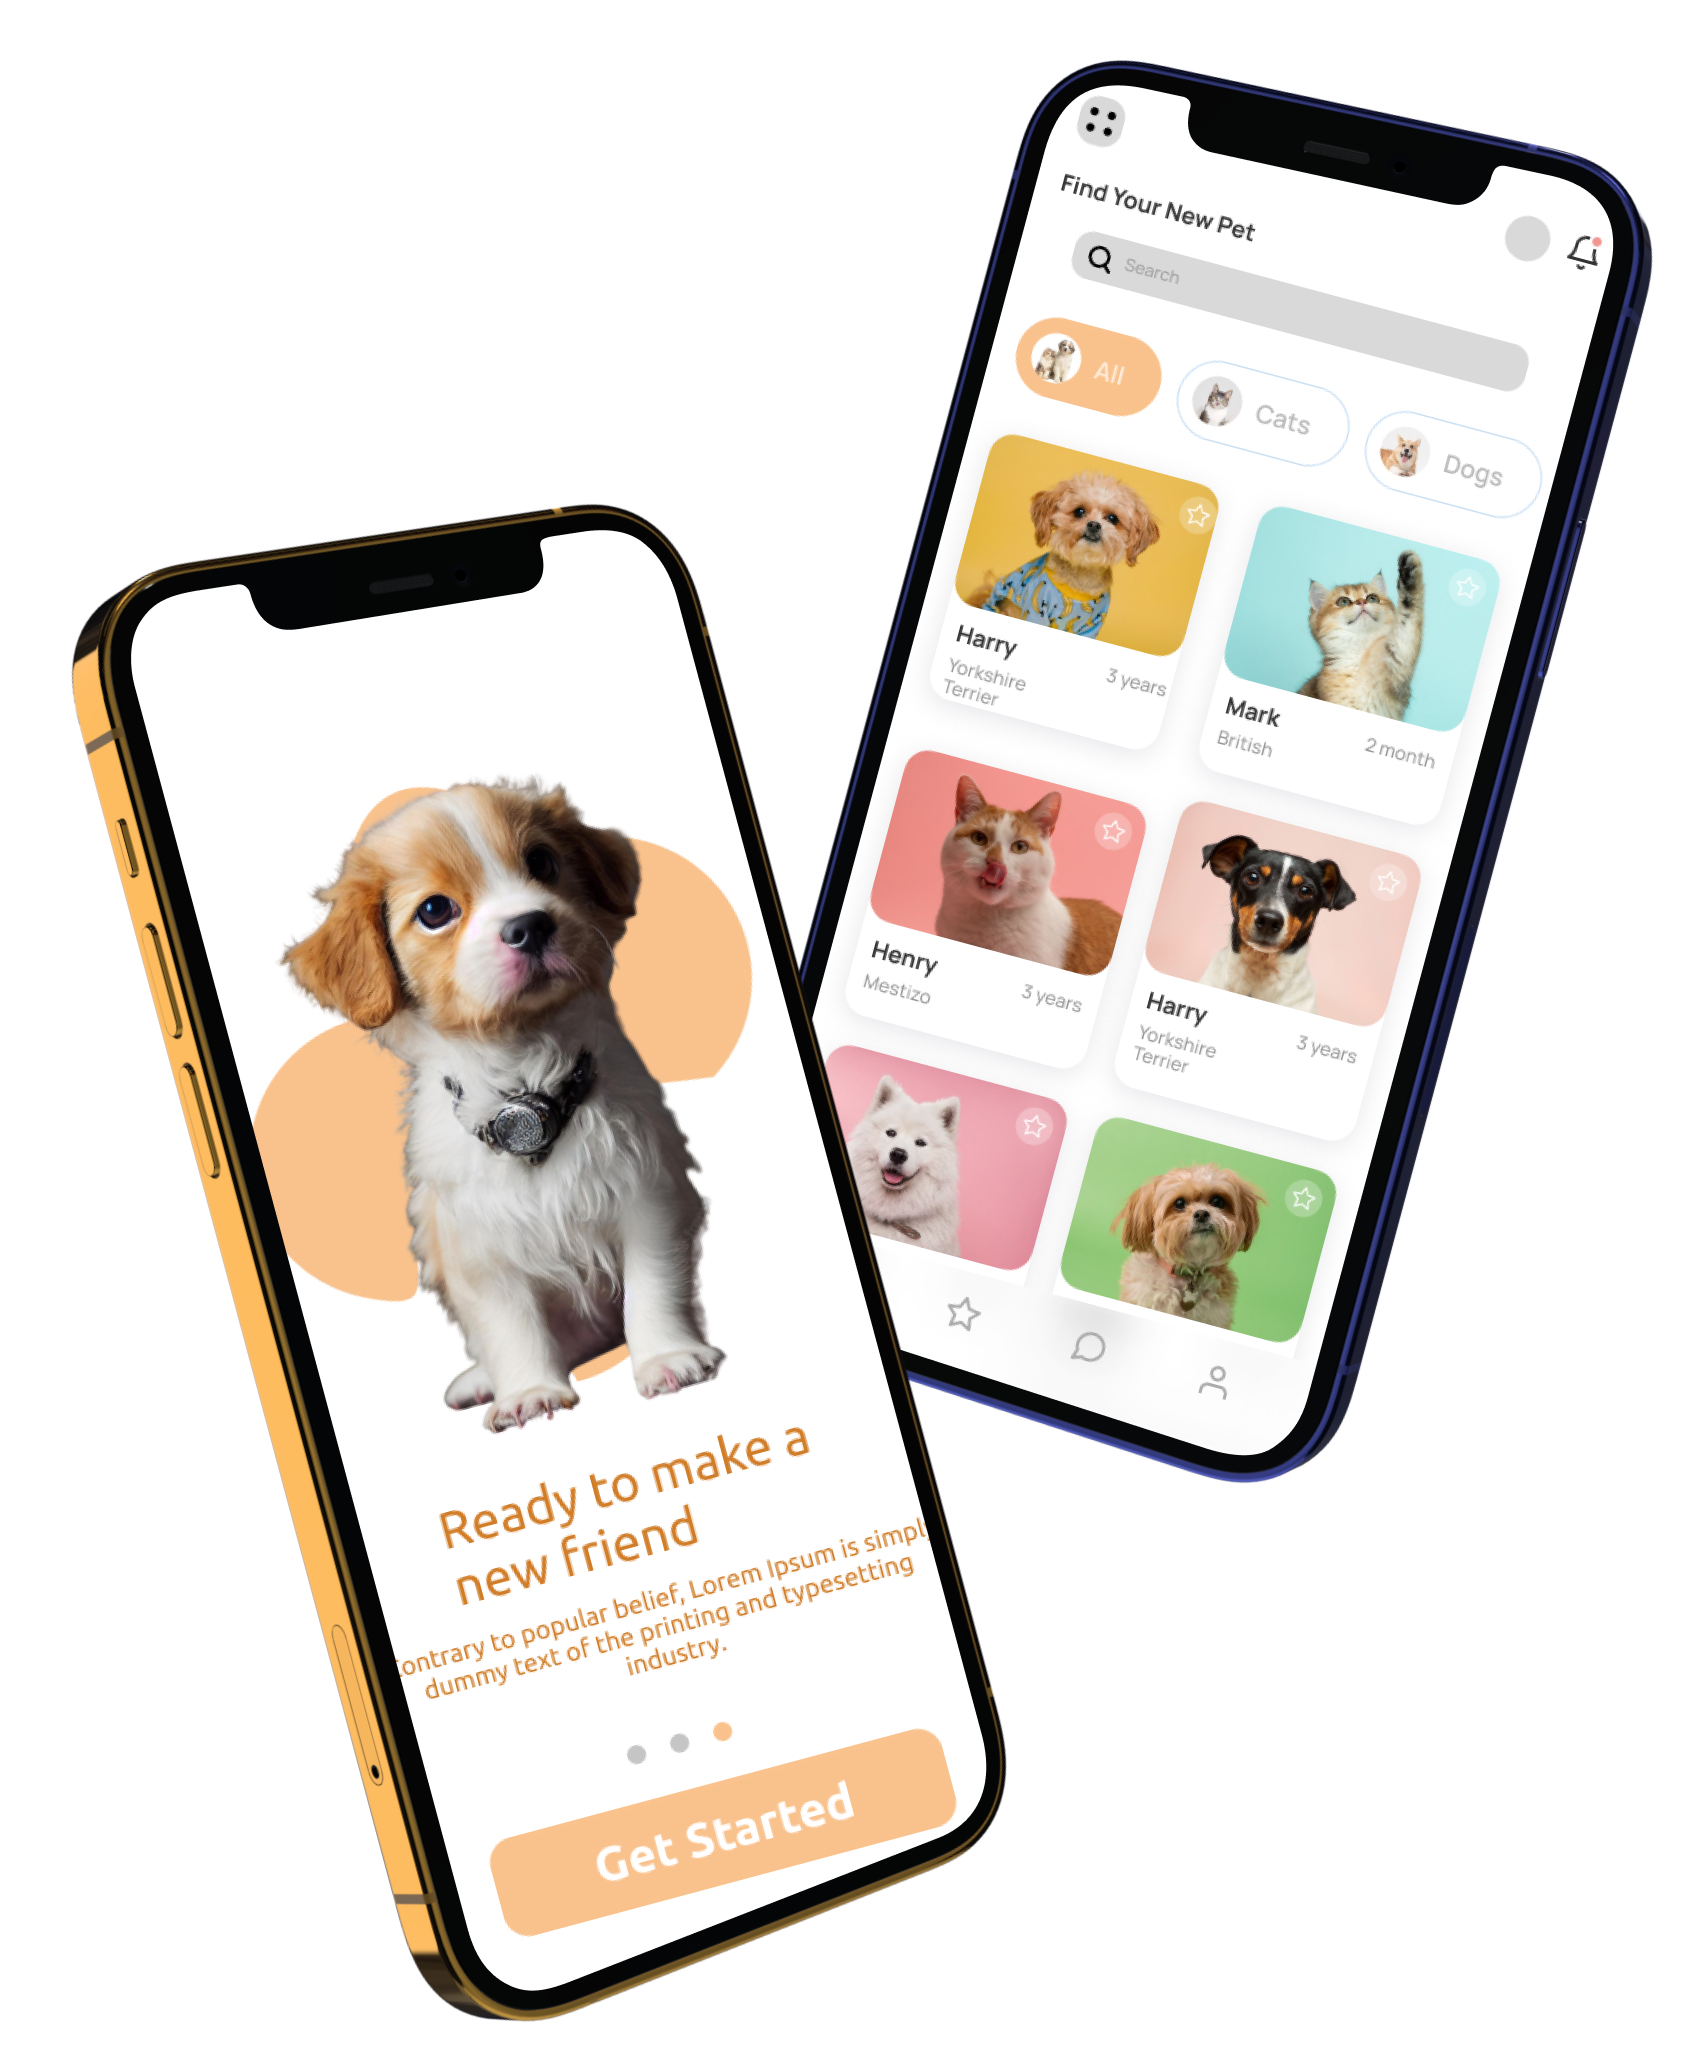 Find Your New Pet
Search
All
Cats
Dogs
Harry
Yorkshire
Terrier
3 years
Mark
British
2 month
Henry
Mestizo
3 years
Harry
Yorkshire
Terrier
3 years
Ready to make a
new friend
ontrary to popular belief, Lorem Ipsum is simpl
dummy text of the printing and typesetting
industry.
Get Started